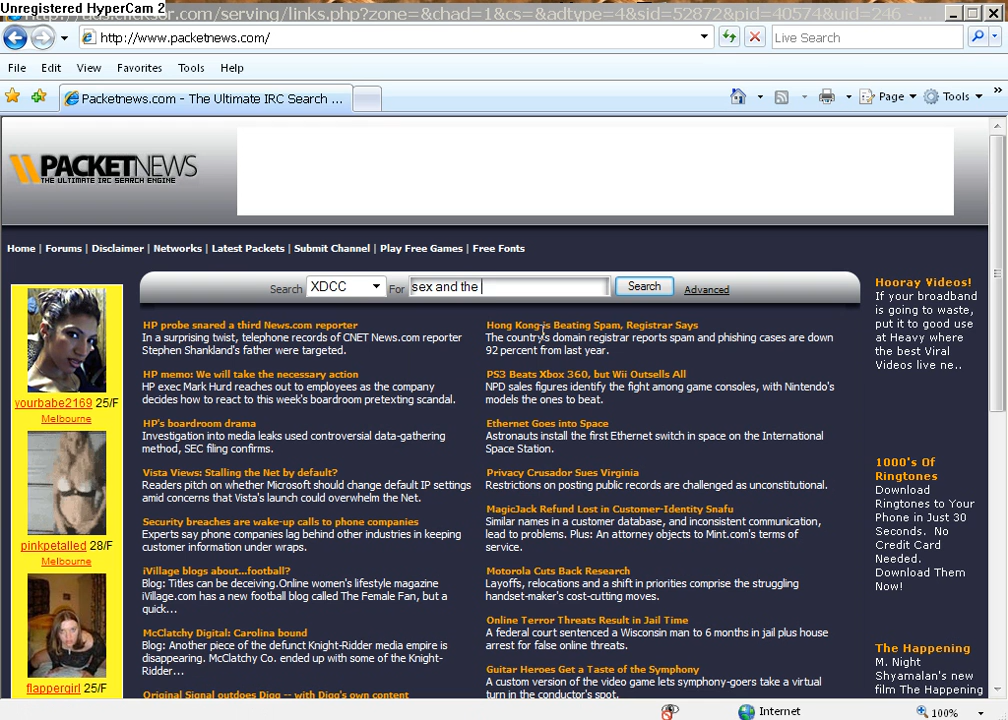 Unregistered HyperCam 2
serving/links.php?zone=&chad=1&cs=&adtype=4&sid=52872&pid=40574&uid=246 - ...
http://www.packetnews.com/
Live Search
File Edit View Favorites Tools Help
Packetnews.com - The Ultimate IRC Search ...
Page Tools
PACKETNEWS
THE ULTIMATE IRC SEARCH ENGINE
Home | Forums | Disclaimer | Networks | Latest Packets | Submit Channel | Play Free Games | Free Fonts
Search XDCC For sex and the Search Advanced
yourbabe2169 25/F
Melbourne
pinkpetalled 28/F
Melbourne
flappergirl 25/F
HP probe snared a third News.com reporter
In a surprising twist, telephone records of CNET News.com reporter
Stephen Shankland's father were targeted.
HP memo: We will take the necessary action
HP exec Mark Hurd reaches out to employees as the company
decides how to react to this week's boardroom pretexting scandal.
HP's boardroom drama
Investigation into media leaks used controversial data-gathering
method, SEC filing confirms.
Vista Views: Stalling the Net by default?
Readers pitch on whether Microsoft should change default IP settings
amid concerns that Vista's launch could overwhelm the Net.
Security breaches are wake-up calls to phone companies
Experts say phone companies lag behind other industries in keeping
customer information under wraps.
iVillage blogs about...football?
Blog: Titles can be deceiving.Online women's lifestyle magazine
iVillage.com has a new football blog called The Female Fan, but a
quick...
McClatchy Digital: Carolina bound
Blog: Another piece of the defunct Knight-Ridder media empire is
disappearing. McClatchy Co. ended up with some of the Knight-
Ridder...
Original Signal outdoes Digg -- with Digg's own content
Hong Kong is Beating Spam, Registrar Says
The country's domain registrar reports spam and phishing cases are down
92 percent from last year.
PS3 Beats Xbox 360, but Wii Outsells All
NPD sales figures identify the fight among game consoles, with Nintendo's
models the ones to beat.
Ethernet Goes into Space
Astronauts install the first Ethernet switch in space on the International
Space Station.
Privacy Crusador Sues Virginia
Restrictions on posting public records are challenged as unconstitutional.
MagicJack Refund Lost in Customer-Identity Snafu
Similar names in a customer database, and inconsistent communication,
lead to problems. Plus: An attorney objects to Mint.com's terms of
service.
Motorola Cuts Back Research
Layoffs, relocations and a shift in priorities comprise the struggling
handset-maker's cost-cutting moves.
Online Terror Threats Result in Jail Time
A federal court sentenced a Wisconsin man to 6 months in jail plus house
arrest for false online threats.
Guitar Heroes Get a Taste of the Symphony
A custom version of the video game lets symphony-goers take a virtual
turn in the conductor's spot.
Hooray Videos!
If your broadband
is going to waste,
put it to good use
at Heavy where
the best Viral
Videos live ne..
1000's Of
Ringtones
Download
Ringtones to Your
Phone in Just 30
Seconds. No
Credit Card
Needed.
Download Them
Now!
The Happening
M. Night
Shyamalan's new
film The Happening
Internet
100%